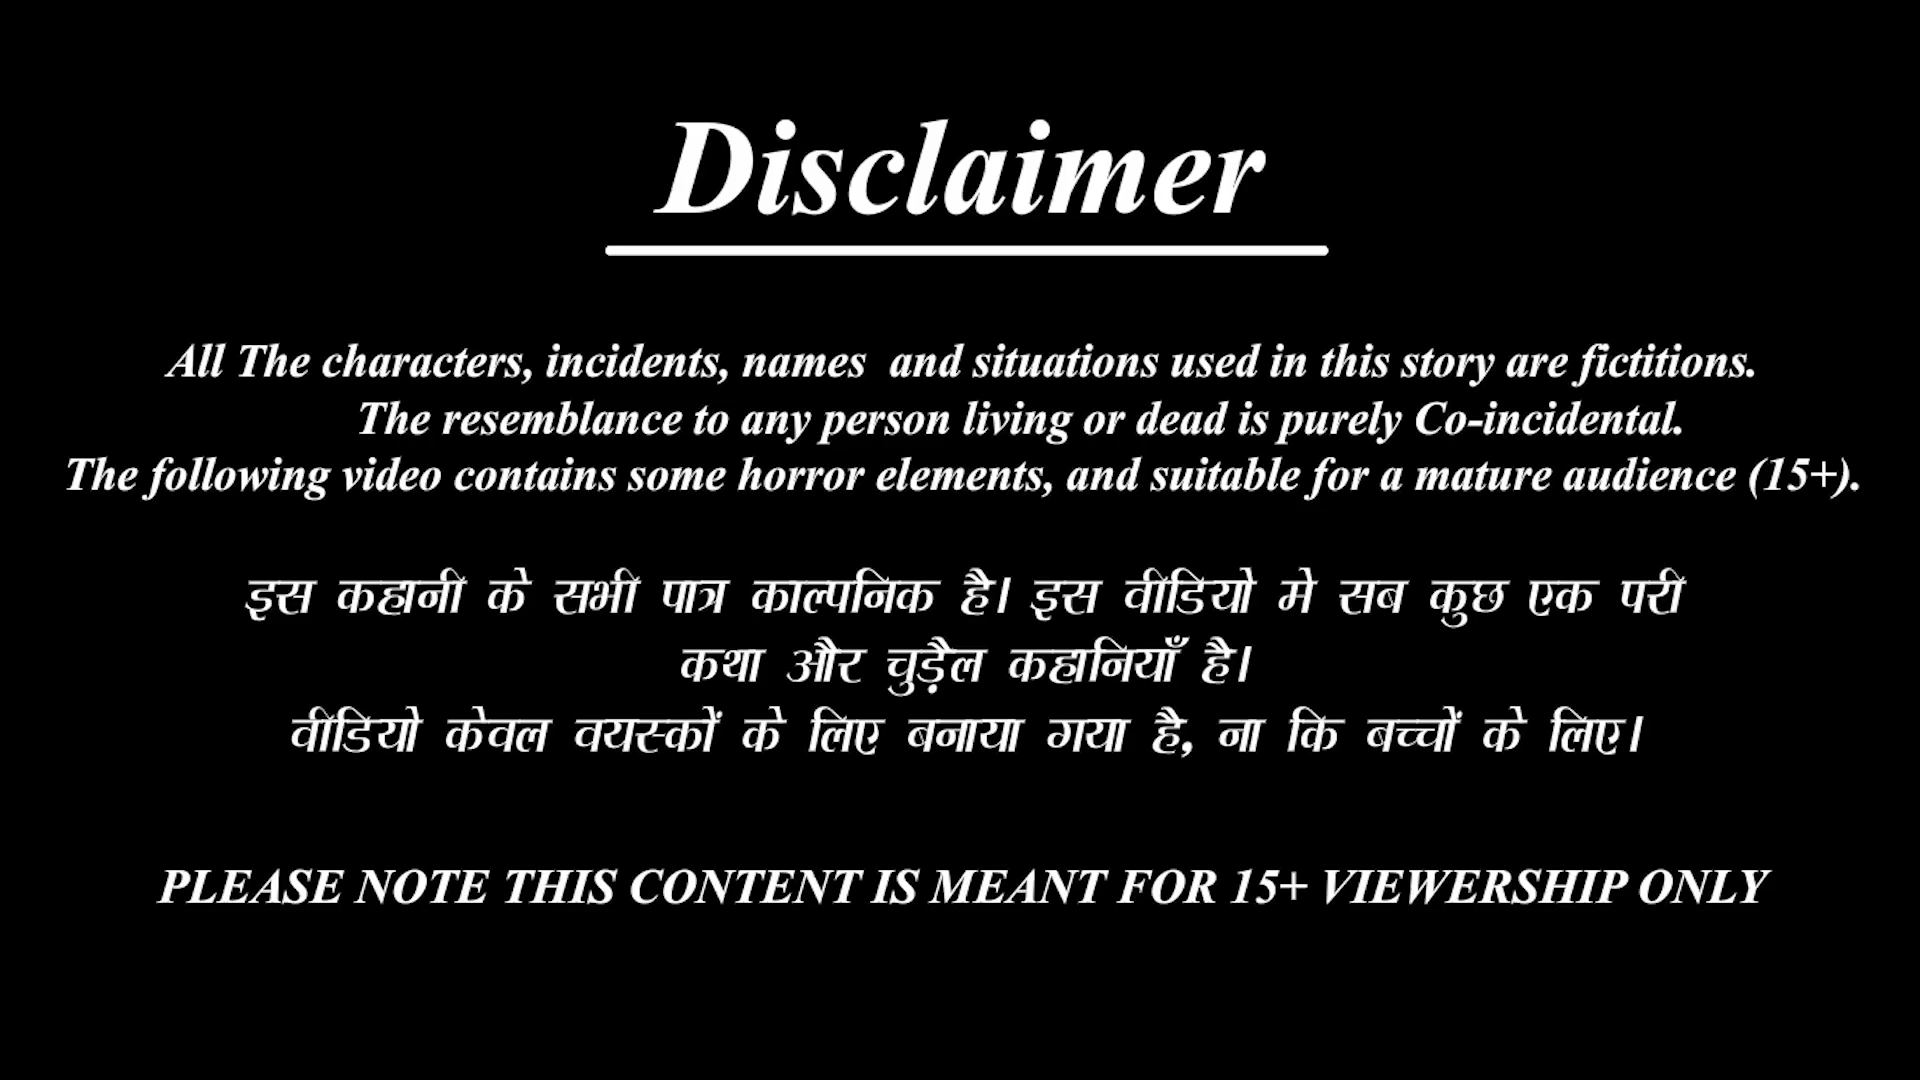 Disclaimer
All The characters, incidents, names and situations used in this story are fictitions.
The resemblance to any person living or dead is purely Co-incidental.
The following video contains some horror elements, and suitable for a mature audience (15+).
इस कहानी के सभी पात्र काल्पनिक है। इस वीडियो मे सब कुछ एक परी
कथा और चुड़ैल कहानियाँ है।
वीडियो केवल वयस्कों के लिए बनाया गया है, ना कि बच्चों के लिए।
PLEASE NOTE THIS CONTENT IS MEANT FOR 15+ VIEWERSHIP ONLY